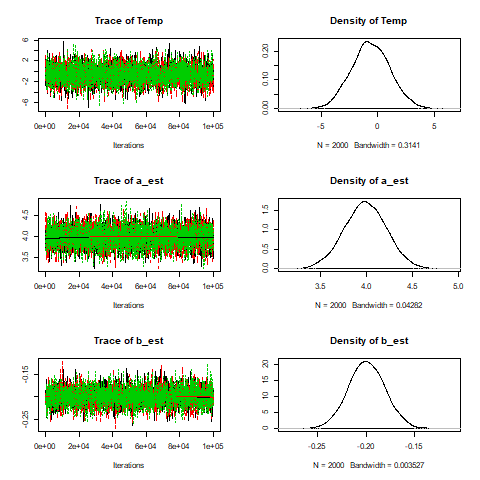 Trace of Temp
6
2
-2
-6
0e+00 2e+04 4e+04 6e+04 8e+04 1e+05
Iterations
Density of Temp
0.20
0.10
0.00
-5 0 5
N = 2000 Bandwidth = 0.3141
Trace of a_est
4.5
4.0
3.5
0e+00 2e+04 4e+04 6e+04 8e+04 1e+05
Iterations
Density of a_est
1.5
1.0
0.5
0.0
3.5 4.0 4.5 5.0
N = 2000 Bandwidth = 0.04282
Trace of b_est
-0.15
-0.25
0e+00 2e+04 4e+04 6e+04 8e+04 1e+05
Iterations
Density of b_est
20
15
10
5
0
-0.25 -0.20 -0.15
N = 2000 Bandwidth = 0.003527